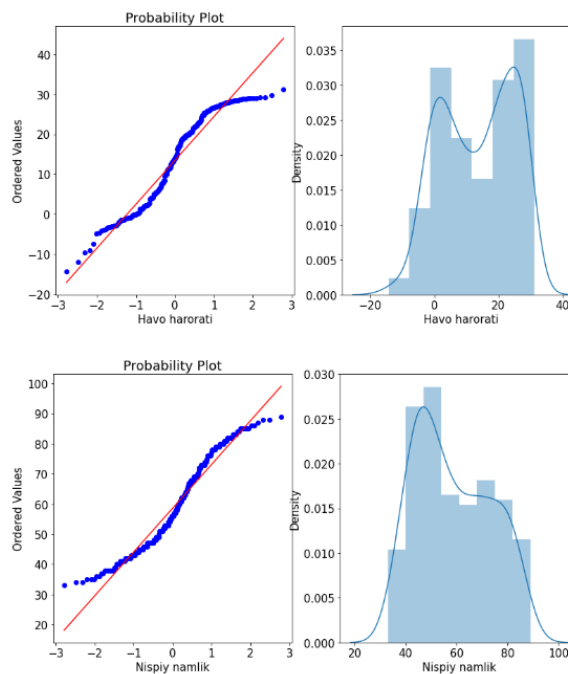 Probability Plot
Ordered Values
40
30
20
10
0
−10
−20
−3 −2 −1 0 1 2 3
Havo harorati
Density
0.035
0.030
0.025
0.020
0.015
0.010
0.005
0.000
−20 0 20 40
Havo harorati
Probability Plot
Ordered Values
100
90
80
70
60
50
40
30
20
−3 −2 −1 0 1 2 3
Nispiy namlik
Density
0.030
0.025
0.020
0.015
0.010
0.005
0.000
20 40 60 80 100
Nispiy namlik